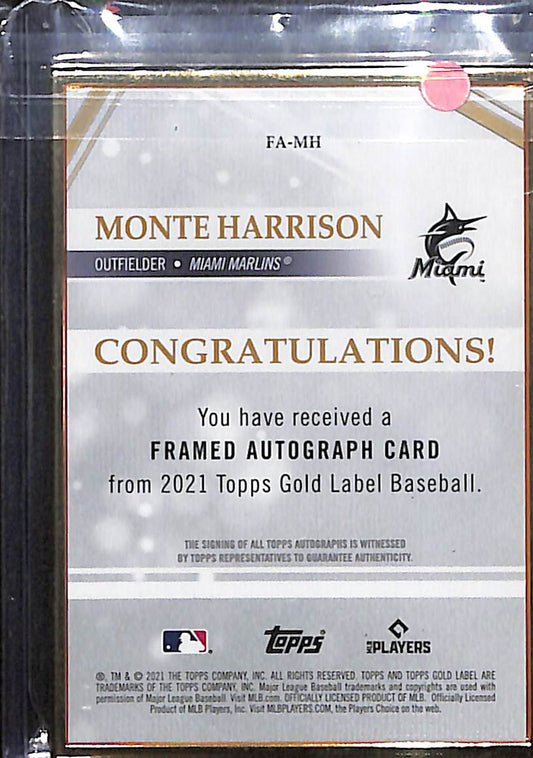 FA-MH
MONTE HARRISON
OUTFIELDER • MIAMI MARLINS®
Miami
CONGRATULATIONS!
You have received a
FRAMED AUTOGRAPH CARD
from 2021 Topps Gold Label Baseball.
THE SIGNING OF ALL TOPPS AUTOGRAPHS IS WITNESSED
BY TOPPS REPRESENTATIVES TO GUARANTEE AUTHENTICITY.
topps PLAYERS
®, TM & © 2021 THE TOPPS COMPANY, INC. ALL RIGHTS RESERVED. TOPPS AND TOPPS GOLD LABEL ARE
TRADEMARKS OF THE TOPPS COMPANY, INC. Major League Baseball trademarks and copyrights are used with
permission of Major League Baseball. Visit MLB.com. OFFICIALLY LICENSED PRODUCT OF MLB. Officially Licensed
Product of MLB Players, Inc. Visit MLBPLAYERS.COM, the Players Choice on the web.